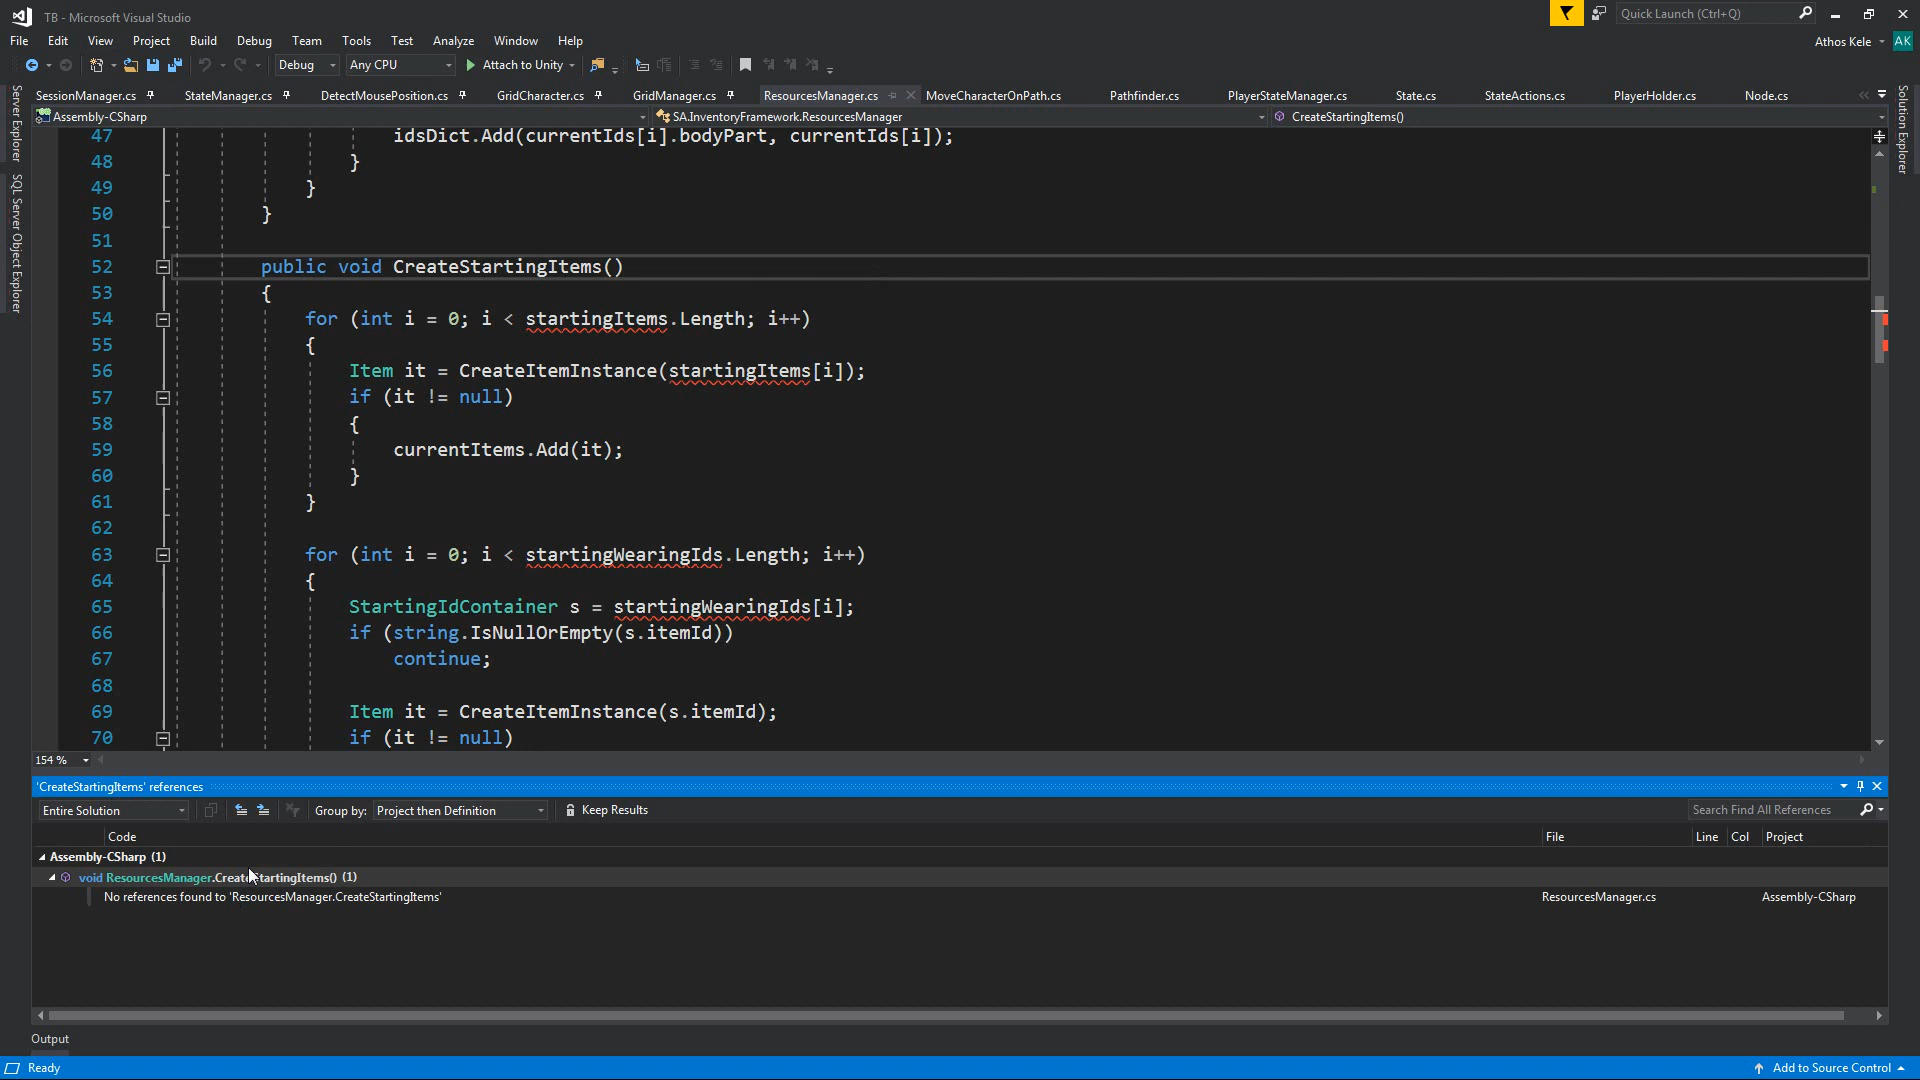 TB - Microsoft Visual Studio
Quick Launch (Ctrl+Q)
File Edit View Project Build Debug Team Tools Test Analyze Window Help
Athos Kele AK
Debug Any CPU Attach to Unity
SessionManager.cs StateManager.cs DetectMousePosition.cs GridCharacter.cs GridManager.cs ResourcesManager.cs MoveCharacterOnPath.cs Pathfinder.cs PlayerStateManager.cs State.cs StateActions.cs PlayerHolder.cs Node.cs
Assembly-CSharp SA.InventoryFramework.ResourcesManager CreateStartingItems()
Server Explorer
SQL Server Object Explorer
Solution Explorer
47 idsDict.Add(currentIds[i].bodyPart, currentIds[i]);
48 }
49 }
50 }
51
52 public void CreateStartingItems()
53 {
54 for (int i = 0; i < startingItems.Length; i++)
55 {
56 Item it = CreateItemInstance(startingItems[i]);
57 if (it != null)
58 {
59 currentItems.Add(it);
60 }
61 }
62
63 for (int i = 0; i < startingWearingIds.Length; i++)
64 {
65 StartingIdContainer s = startingWearingIds[i];
66 if (string.IsNullOrEmpty(s.itemId))
67 continue;
68
69 Item it = CreateItemInstance(s.itemId);
70 if (it != null)
154 %
'CreateStartingItems' references
Entire Solution Group by: Project then Definition Keep Results Search Find All References
Code File Line Col Project
Assembly-CSharp (1)
void ResourcesManager.CreateStartingItems() (1)
No references found to 'ResourcesManager.CreateStartingItems' ResourcesManager.cs Assembly-CSharp
Output
Ready Add to Source Control